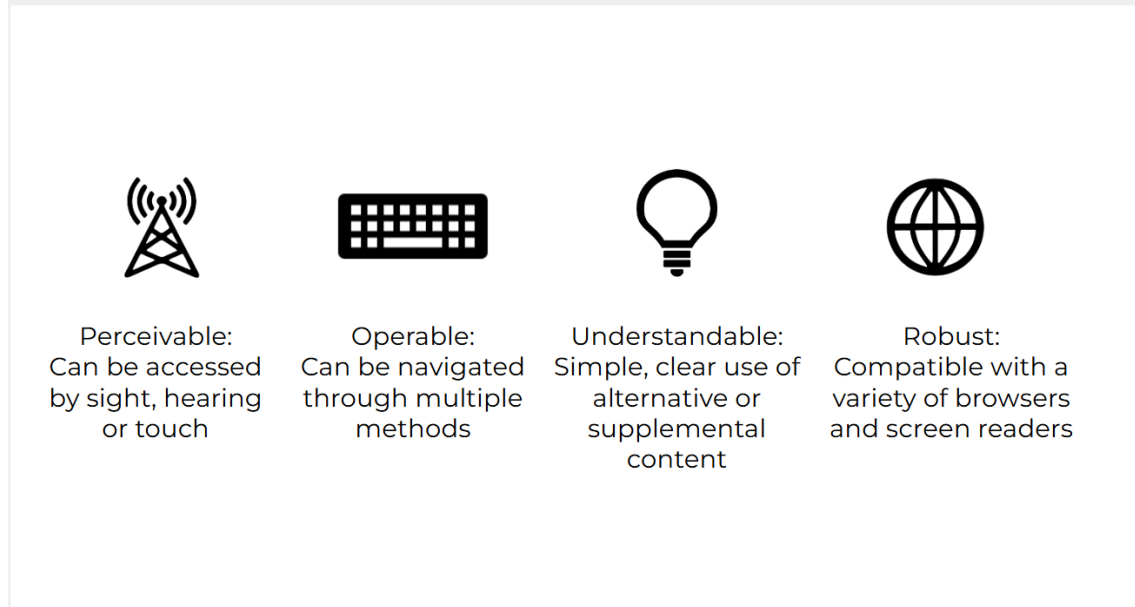 Perceivable:
Can be accessed
by sight, hearing
or touch
Operable:
Can be navigated
through multiple
methods
Understandable:
Simple, clear use of
alternative or
supplemental
content
Robust:
Compatible with a
variety of browsers
and screen readers